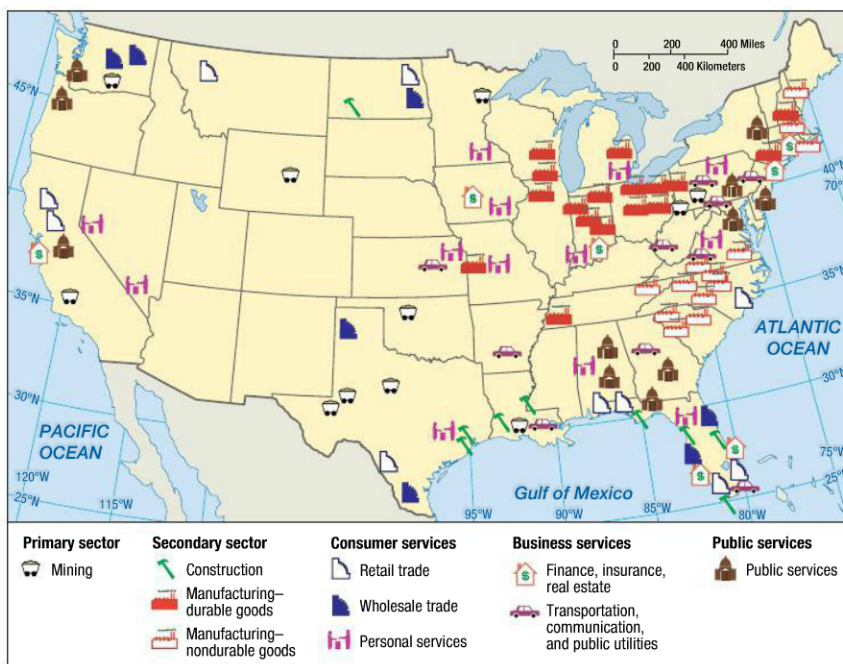 0 200 400 Miles
0 200 400 Kilometers
45°N
40°N
70°W
35°N
35°N
30°N
30°N
ATLANTIC
OCEAN
PACIFIC
OCEAN
120°W
25°N
115°W
Gulf of Mexico
95°W
90°W
85°W
80°W
75°W
25°N
Primary sector
Mining
Secondary sector
Construction
Manufacturing–
durable goods
Manufacturing–
nondurable goods
Consumer services
Retail trade
Wholesale trade
Personal services
Business services
Finance, insurance,
real estate
Transportation,
communication,
and public utilities
Public services
Public services